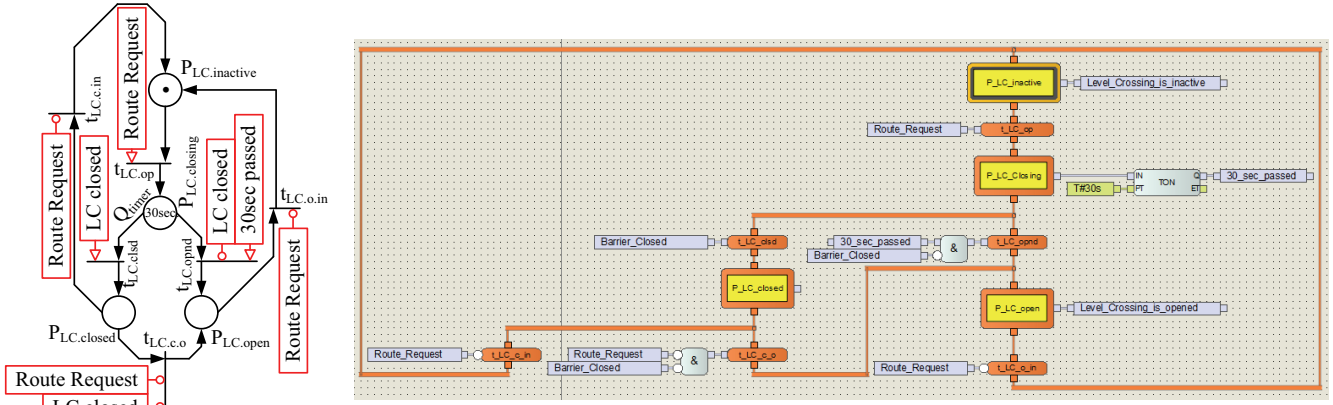 Route Request
P_LC.inactive
t_LC.c.in
Route Request
LC closed
t_LC.op
P_LC.closing
LC closed
30sec passed
Q_timer
30sec
t_LC.o.in
Route Request
t_LC.clsd
t_LC.opnd
P_LC.closed
t_LC.c.o
P_LC.open
Route Request
LC closed
P_LC_inactive
Level_Crossing_is_inactive
Route_Request
t_LC_op
P_LC_Closing
T#30s
IN
PT
TON
Q
ET
30_sec_passed
Barrier_Closed
t_LC_clsd
30_sec_passed
Barrier_Closed
&
t_LC_opnd
P_LC_closed
P_LC_open
Level_Crossing_is_opened
Route_Request
t_LC_c_in
Route_Request
Barrier_Closed
&
t_LC_c_o
Route_Request
t_LC_o_in